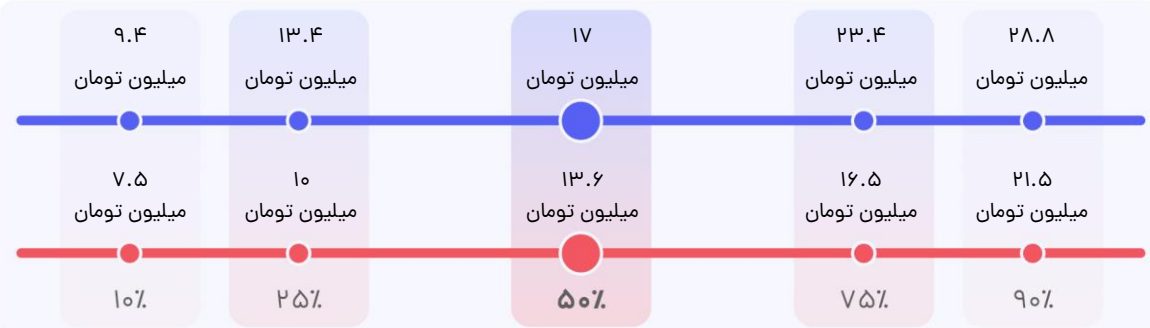 ۹.۴ ۱۳.۴ ۱۷ ۲۳.۴ ۲۸.۸
میلیون تومان میلیون تومان میلیون تومان میلیون تومان میلیون تومان
۷.۵ ۱۰ ۱۳.۶ ۱۶.۵ ۲۱.۵
میلیون تومان میلیون تومان میلیون تومان میلیون تومان میلیون تومان
۱۰٪ ۲۵٪ ۵۰٪ ۷۵٪ ۹۰٪